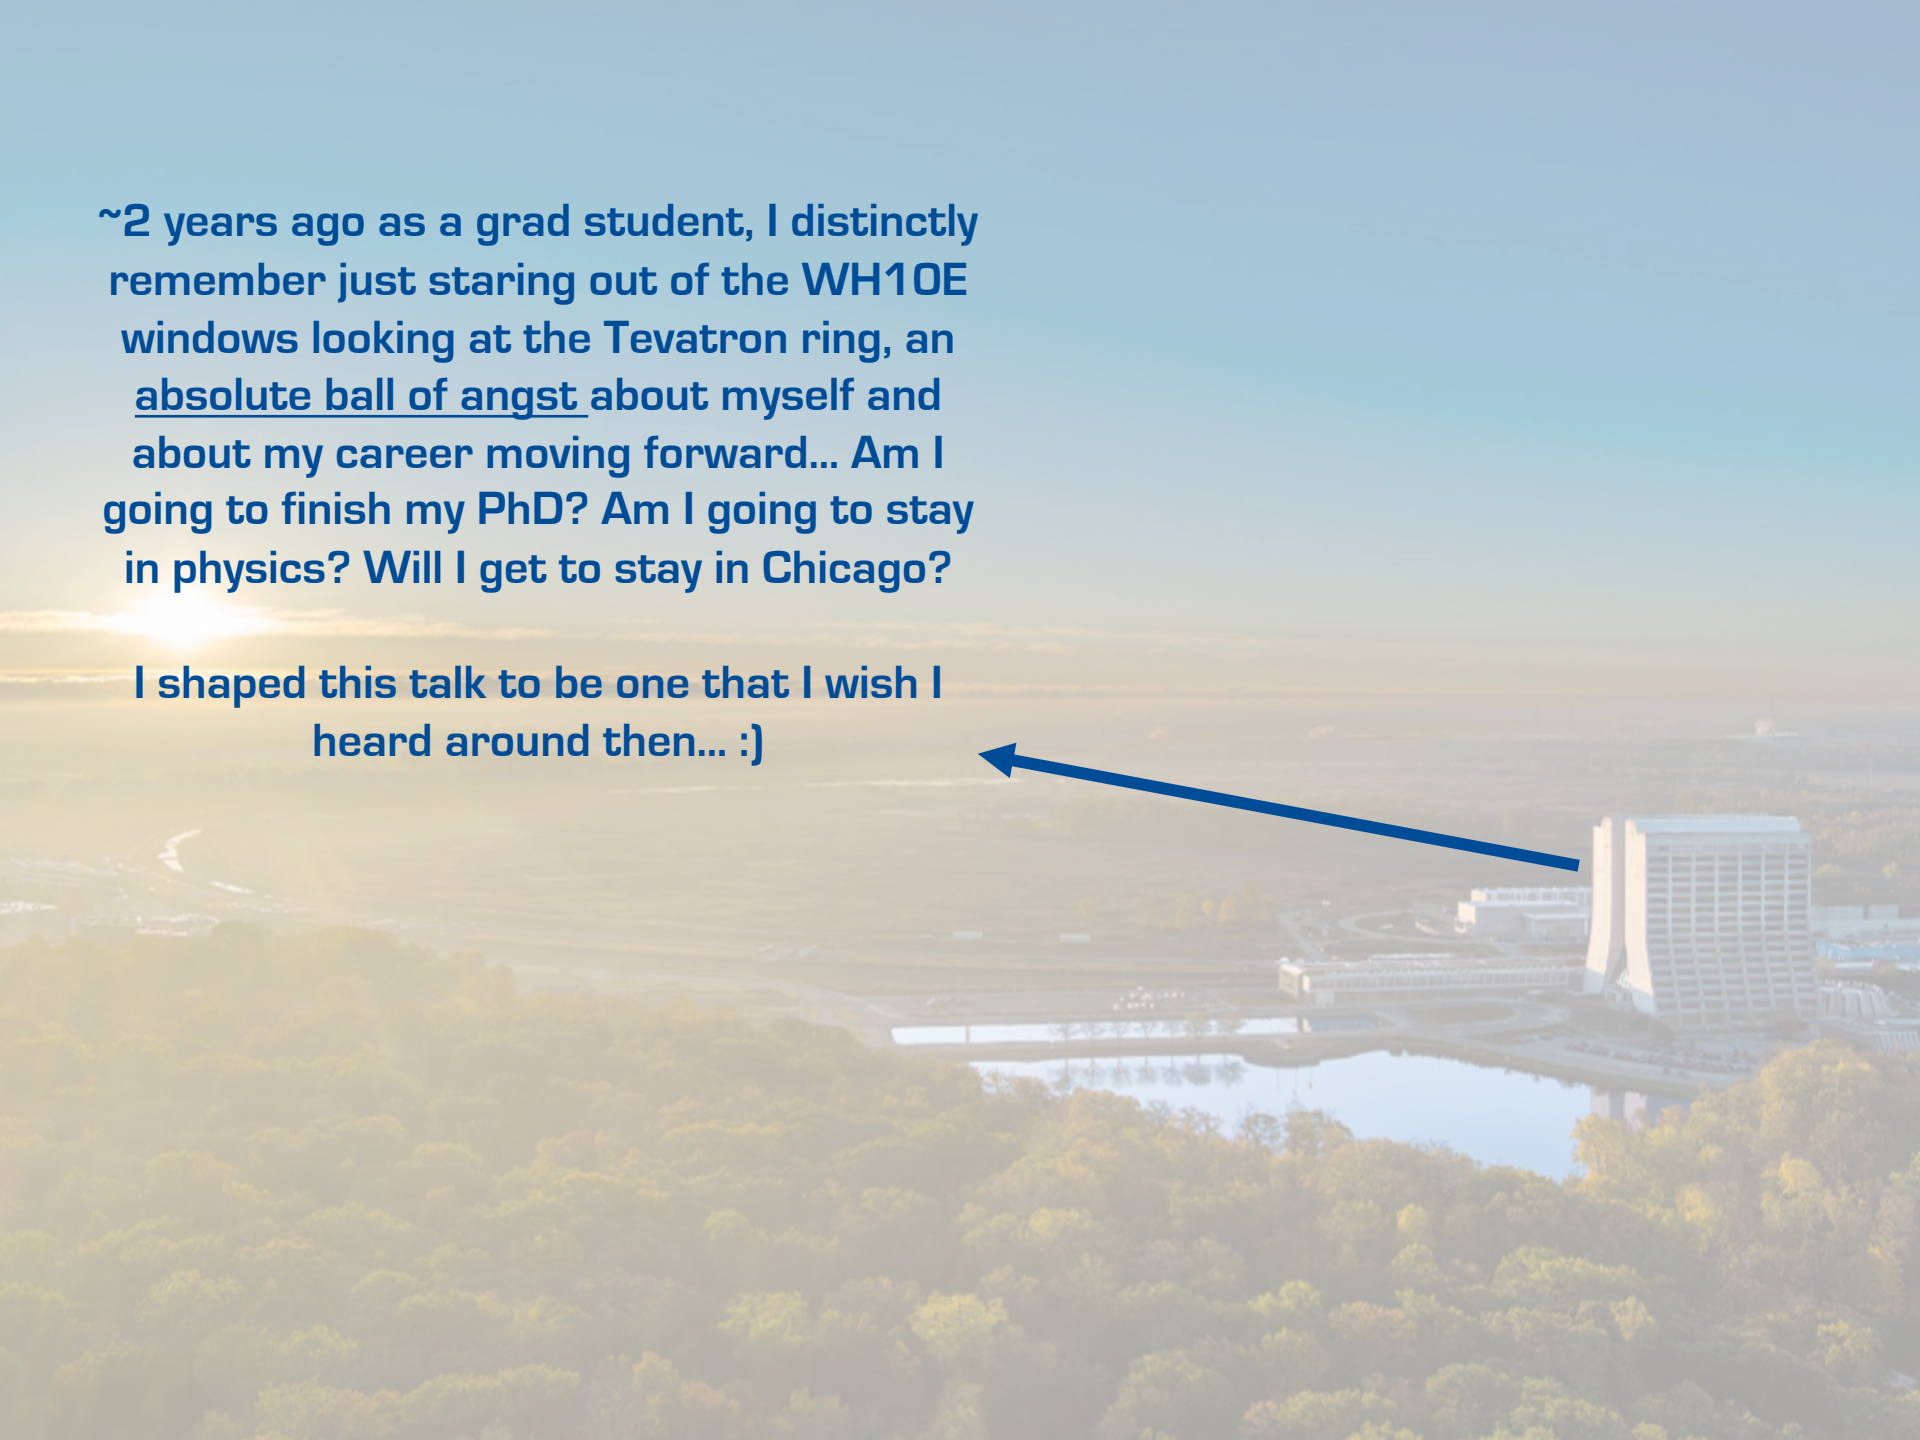 ~2 years ago as a grad student, I distinctly
remember just staring out of the WH10E
windows looking at the Tevatron ring, an
absolute ball of angst about myself and
about my career moving forward... Am I
going to finish my PhD? Am I going to stay
in physics? Will I get to stay in Chicago?
I shaped this talk to be one that I wish I
heard around then... :)